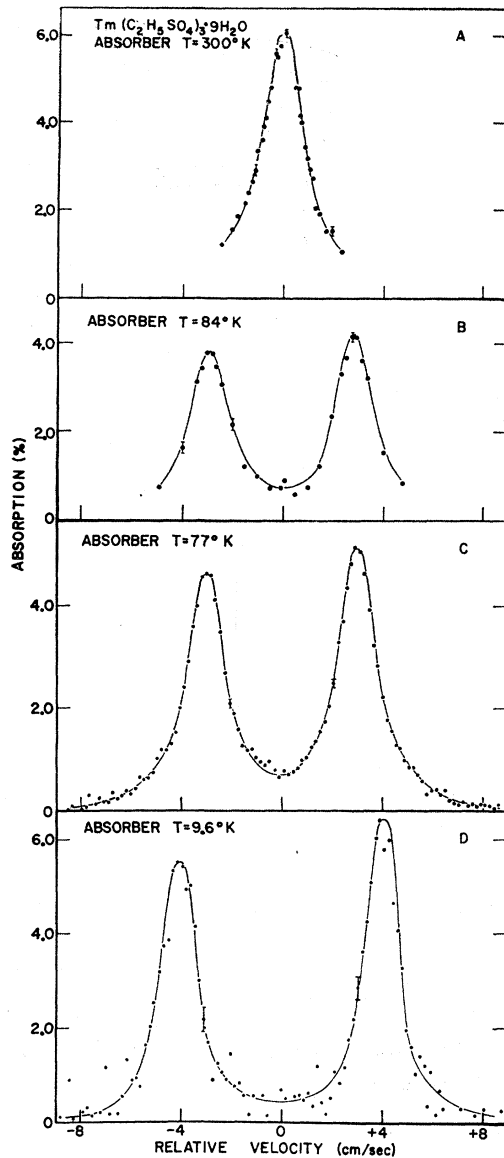 Tm (C2H5SO4)3·9H2O
ABSORBER T=300°K
A
6.0
4.0
2.0
0
ABSORBER T=84°K
B
4.0
2.0
0
ABSORPTION (%)
ABSORBER T=77°K
C
4.0
2.0
0
ABSORBER T=9.6°K
D
6.0
4.0
2.0
0
-8 -4 0 +4 +8
RELATIVE VELOCITY (cm/sec)